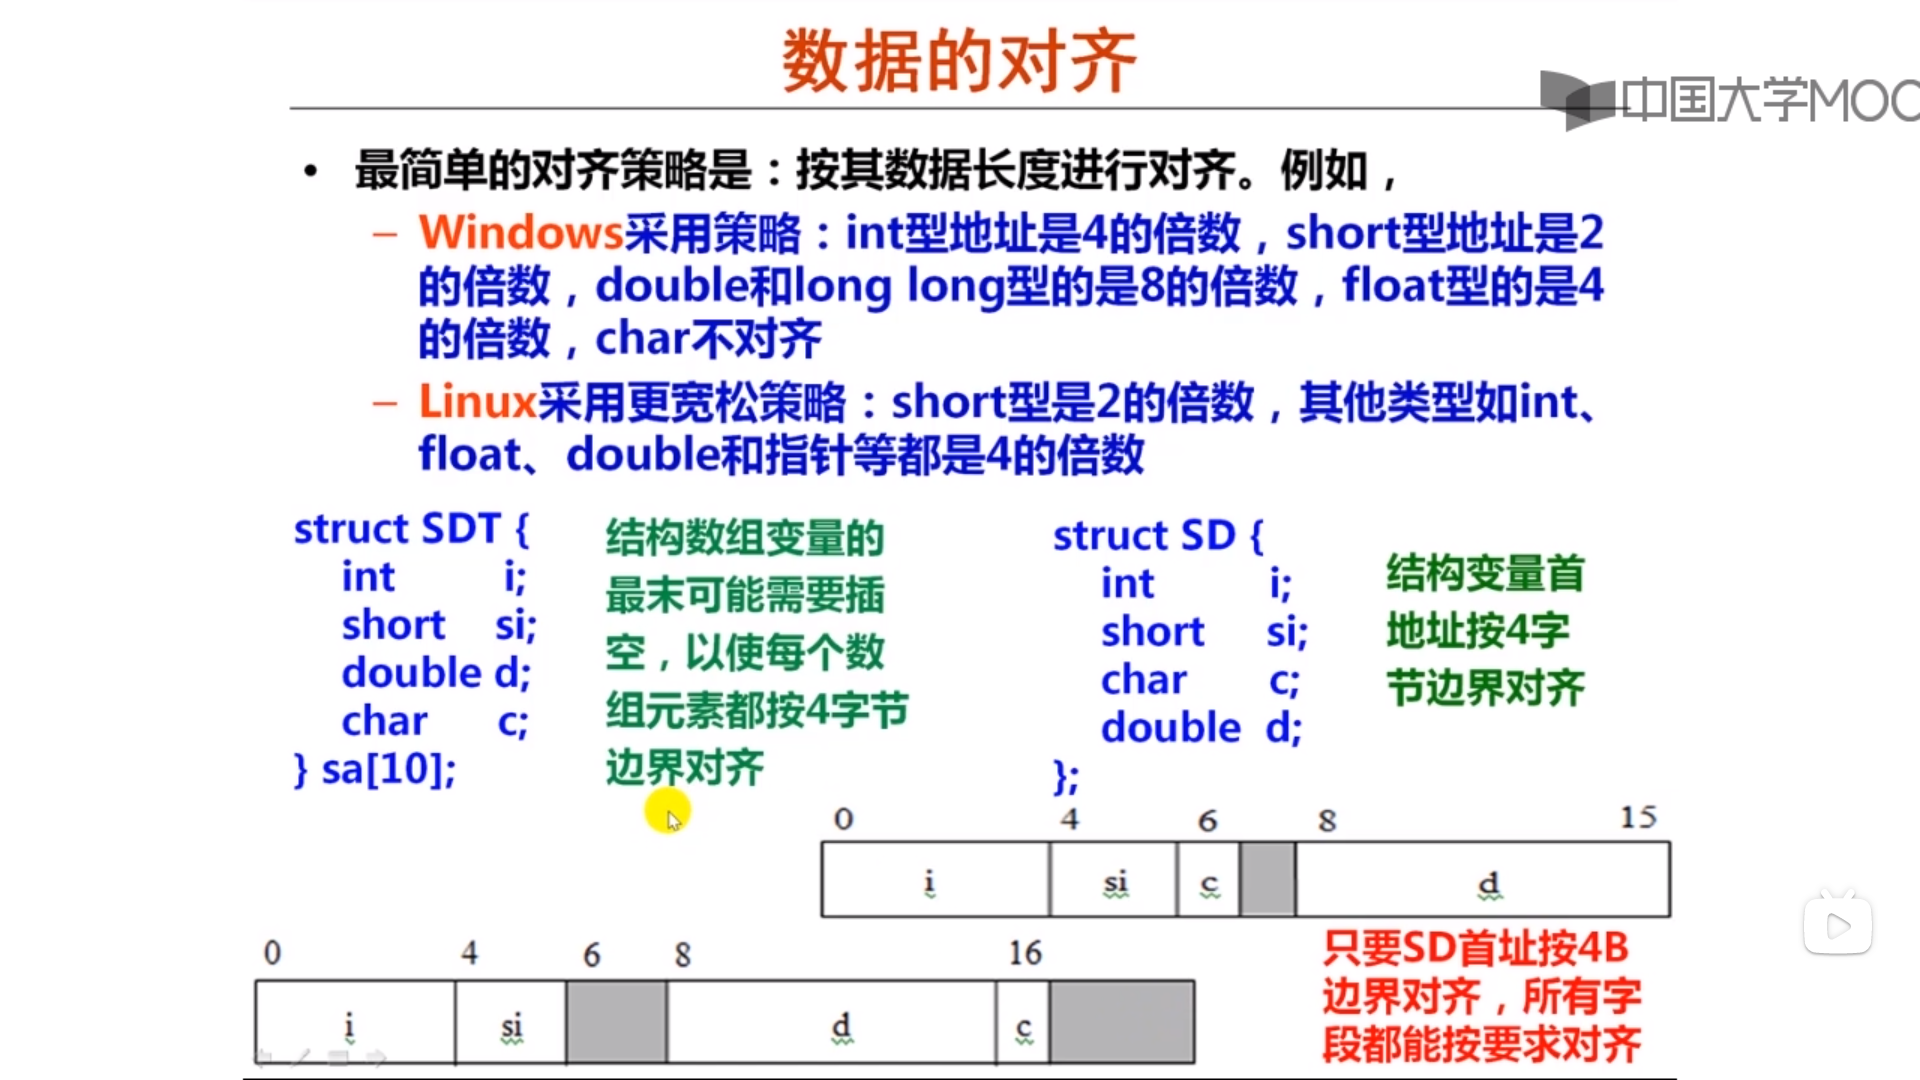 数据的对齐
中国大学MOO
• 最简单的对齐策略是：按其数据长度进行对齐。例如，
– Windows采用策略：int型地址是4的倍数，short型地址是2
的倍数，double和long long型的是8的倍数，float型的是4
的倍数，char不对齐
– Linux采用更宽松策略：short型是2的倍数，其他类型如int、
float、double和指针等都是4的倍数
struct SDT {
int i;
short si;
double d;
char c;
} sa[10];
结构数组变量的
最末可能需要插
空，以使每个数
组元素都按4字节
边界对齐
struct SD {
int i;
short si;
char c;
double d;
};
结构变量首
地址按4字
节边界对齐
0 4 6 8 15
i si c d
0 4 6 8 16
i si d c
只要SD首址按4B
边界对齐，所有字
段都能按要求对齐